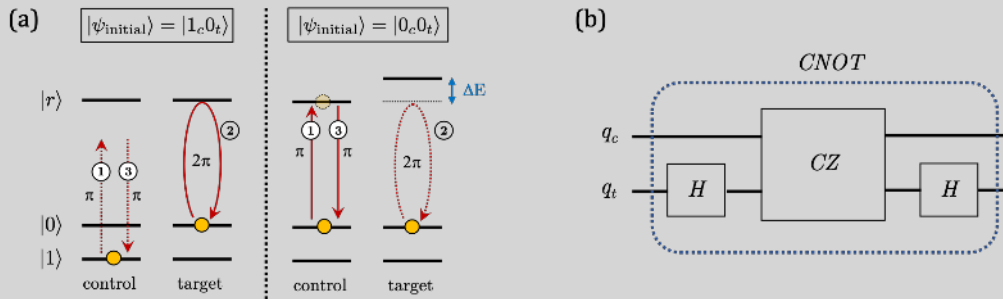 (a)
|ψinitial⟩ = |1c0t⟩
|ψinitial⟩ = |0c0t⟩
|r⟩
ΔE
1
3
2
1
3
2
π
π
2π
π
π
2π
|0⟩
|1⟩
control
target
control
target
(b)
CNOT
qc
CZ
qt
H
H